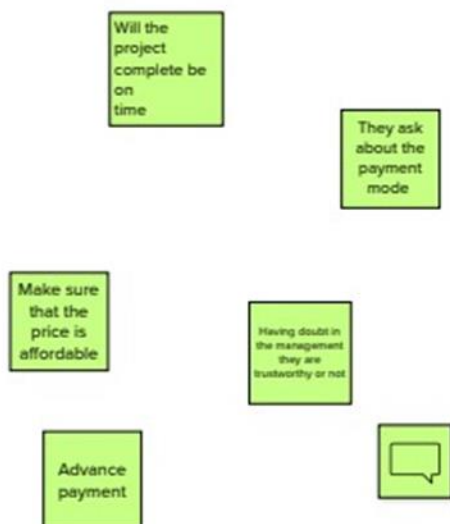 Will the
project
complete be
on
time
They ask
about the
payment
mode
Make sure
that the
price is
affordable
Having doubt in
the management
they are
trustworthy or not
Advance
payment